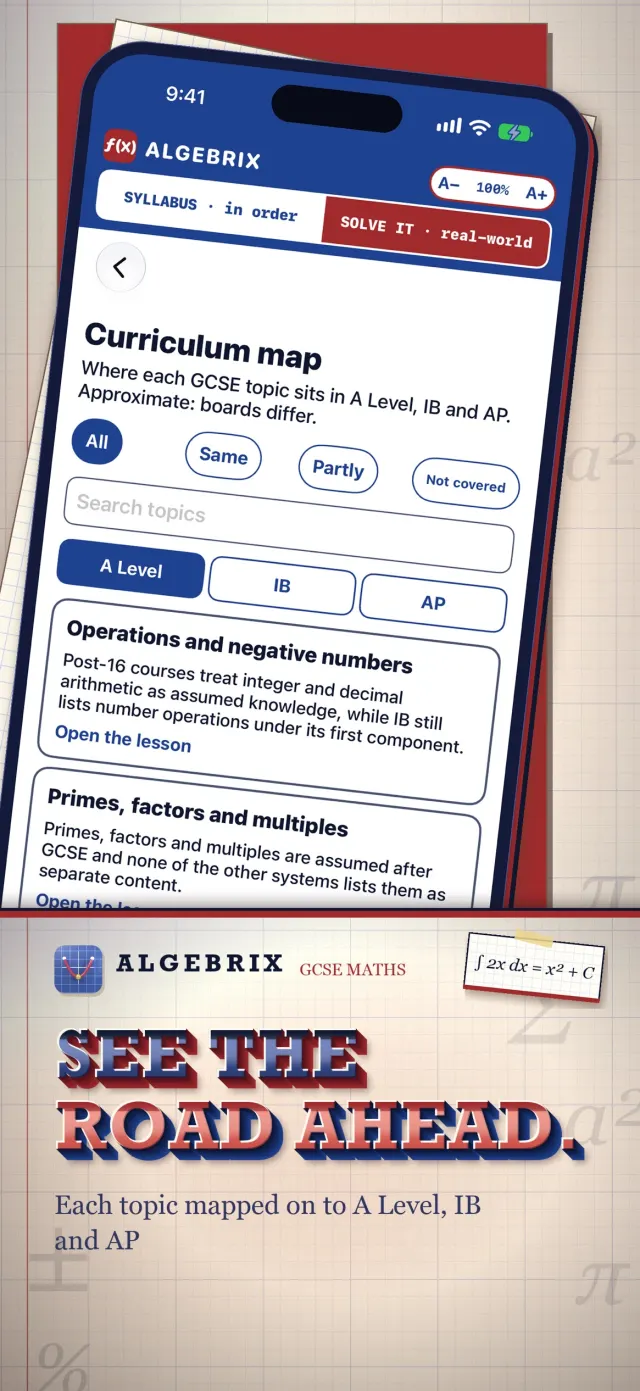 9:41
f(x) ALGEBRIX
A− 100% A+
SYLLABUS · in order
SOLVE IT · real-world
Curriculum map
Where each GCSE topic sits in A Level, IB and AP.
Approximate: boards differ.
All
Same
Partly
Not covered
Search topics
A Level
IB
AP
Operations and negative numbers
Post-16 courses treat integer and decimal
arithmetic as assumed knowledge, while IB still
lists number operations under its first component.
Open the lesson
Primes, factors and multiples
Primes, factors and multiples are assumed after
GCSE and none of the other systems lists them as
separate content.
a²
π
ALGEBRIX GCSE MATHS
∫ 2x dx = x² + C
Σ
SEE THE
ROAD AHEAD.
a²
Each topic mapped on to A Level, IB
and AP
±
π
%